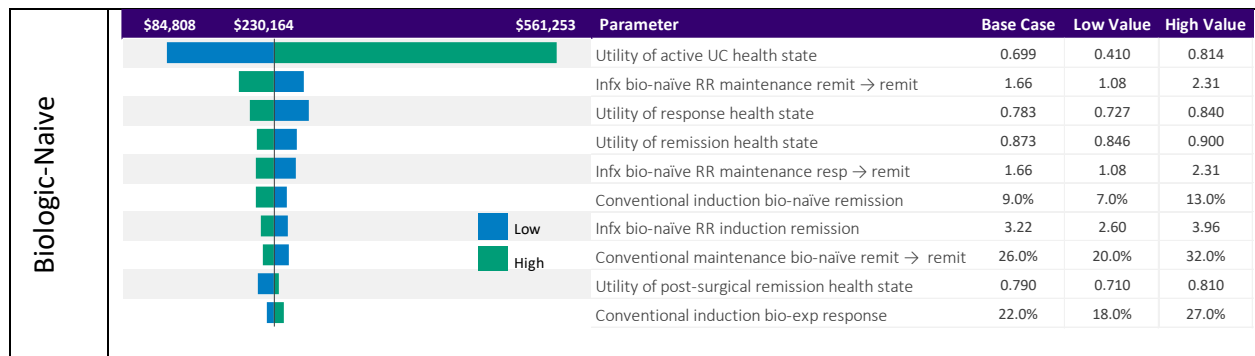 $84,808 $230,164 $561,253 Parameter Base Case Low Value High Value
Utility of active UC health state 0.699 0.410 0.814
Infx bio-naïve RR maintenance remit → remit 1.66 1.08 2.31
Utility of response health state 0.783 0.727 0.840
Utility of remission health state 0.873 0.846 0.900
Infx bio-naïve RR maintenance resp → remit 1.66 1.08 2.31
Conventional induction bio-naïve remission 9.0% 7.0% 13.0%
Infx bio-naïve RR induction remission 3.22 2.60 3.96
Conventional maintenance bio-naïve remit → remit 26.0% 20.0% 32.0%
Utility of post-surgical remission health state 0.790 0.710 0.810
Conventional induction bio-exp response 22.0% 18.0% 27.0%
Low
High
Biologic-Naive